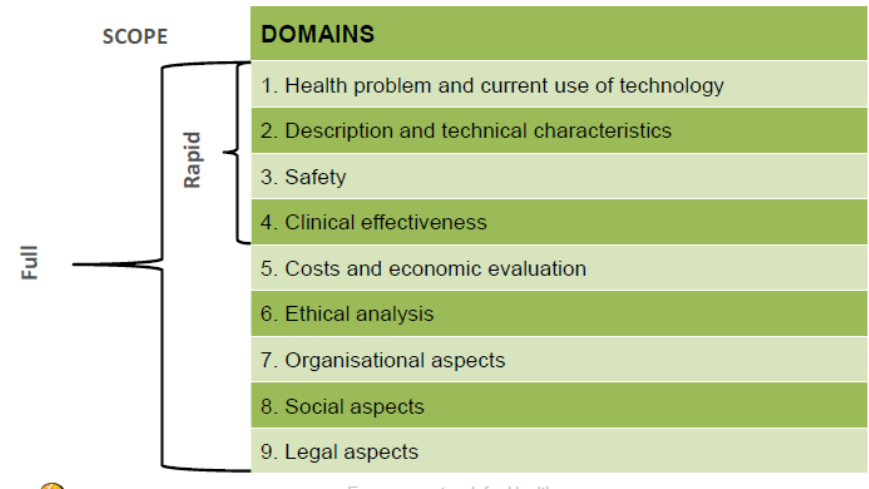 SCOPE
DOMAINS
1. Health problem and current use of technology
2. Description and technical characteristics
3. Safety
4. Clinical effectiveness
5. Costs and economic evaluation
6. Ethical analysis
7. Organisational aspects
8. Social aspects
9. Legal aspects
Rapid
Full